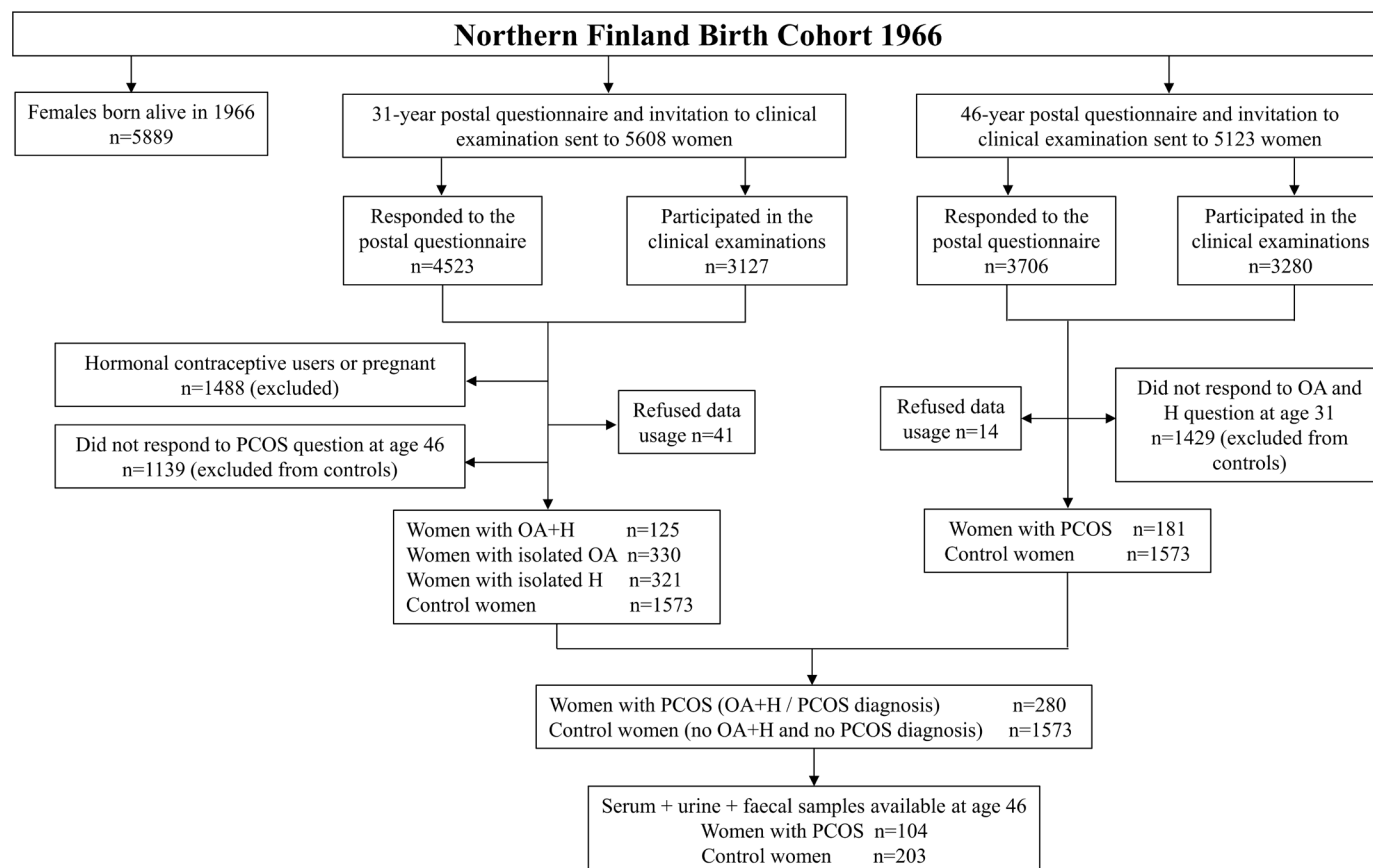 Northern Finland Birth Cohort 1966
Females born alive in 1966
n=5889
31-year postal questionnaire and invitation to clinical
examination sent to 5608 women
46-year postal questionnaire and invitation to
clinical examination sent to 5123 women
Responded to the
postal questionnaire
n=4523
Participated in the
clinical examinations
n=3127
Responded to the
postal questionnaire
n=3706
Participated in the
clinical examinations
n=3280
Hormonal contraceptive users or pregnant
n=1488 (excluded)
Refused data
usage n=41
Did not respond to PCOS question at age 46
n=1139 (excluded from controls)
Refused data
usage n=14
Did not respond to OA and
H question at age 31
n=1429 (excluded from
controls)
Women with OA+H n=125
Women with isolated OA n=330
Women with isolated H n=321
Control women n=1573
Women with PCOS n=181
Control women n=1573
Women with PCOS (OA+H / PCOS diagnosis) n=280
Control women (no OA+H and no PCOS diagnosis) n=1573
Serum + urine + faecal samples available at age 46
Women with PCOS n=104
Control women n=203